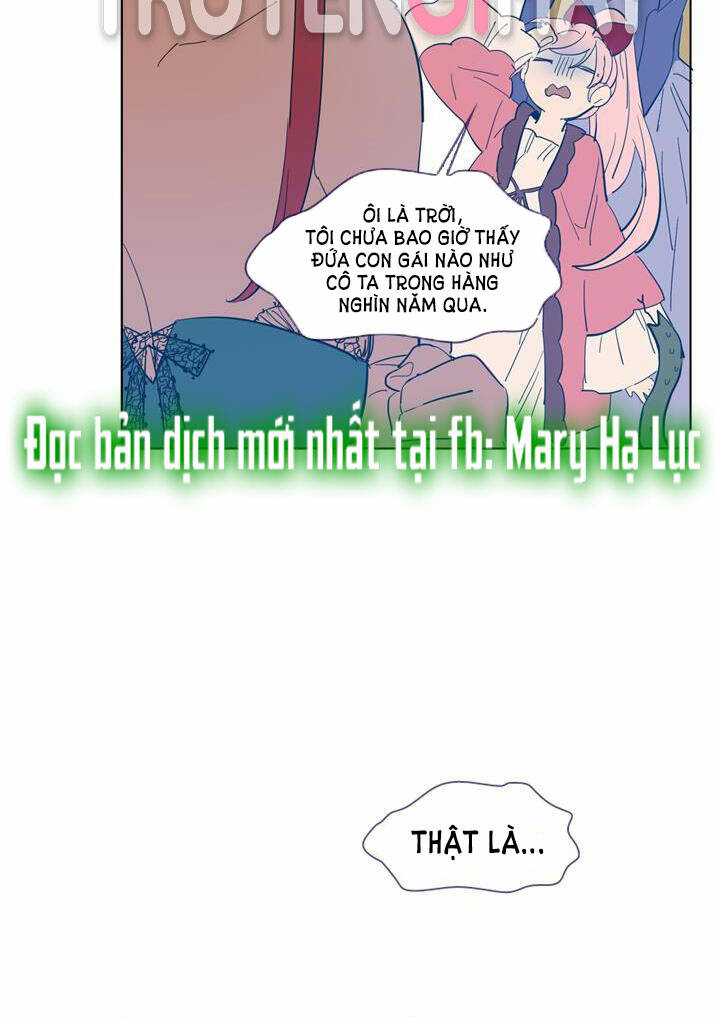 TRUYENGIHAY
ÔI LÀ TRỜI,
TÔI CHƯA BAO GIỜ THẤY
ĐỨA CON GÁI NÀO NHƯ
CÔ TA TRONG HÀNG
NGHÌN NĂM QUA.
Đọc bản dịch mới nhất tại fb: Mary Hạ Lục
THẬT LÀ...